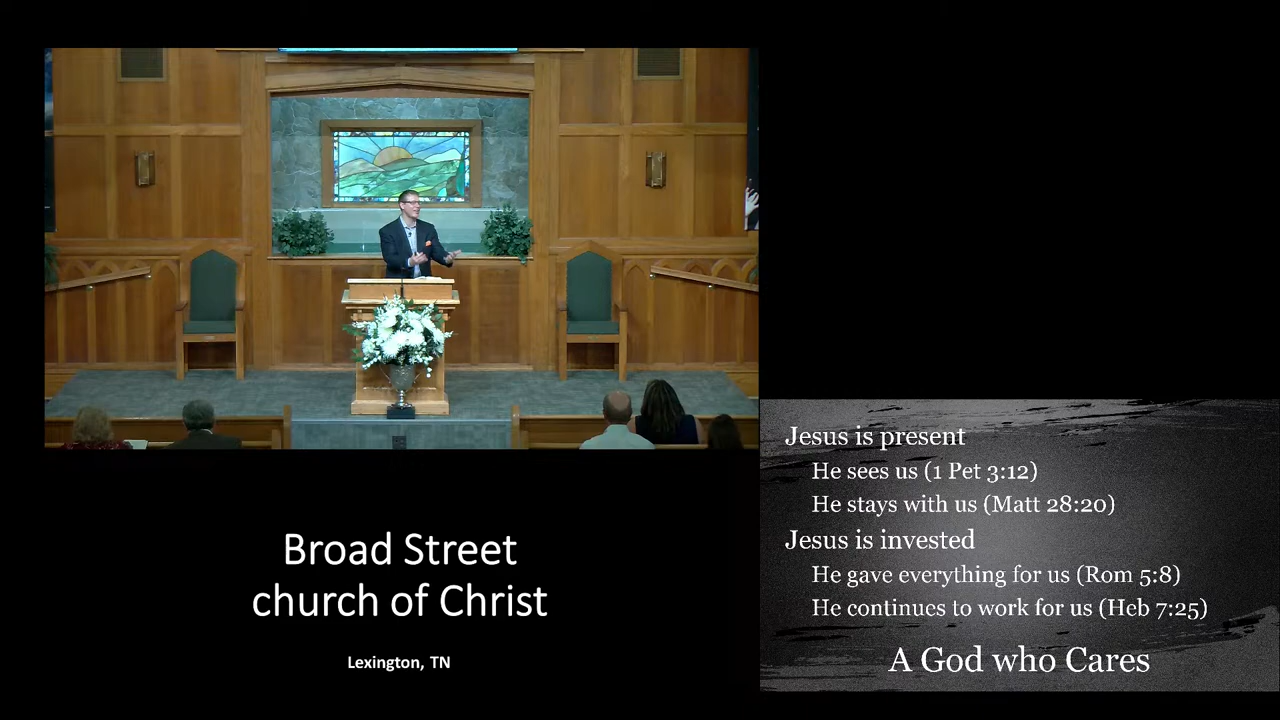 Broad Street
church of Christ
Lexington, TN
Jesus is present
He sees us (1 Pet 3:12)
He stays with us (Matt 28:20)
Jesus is invested
He gave everything for us (Rom 5:8)
He continues to work for us (Heb 7:25)
A God who Cares